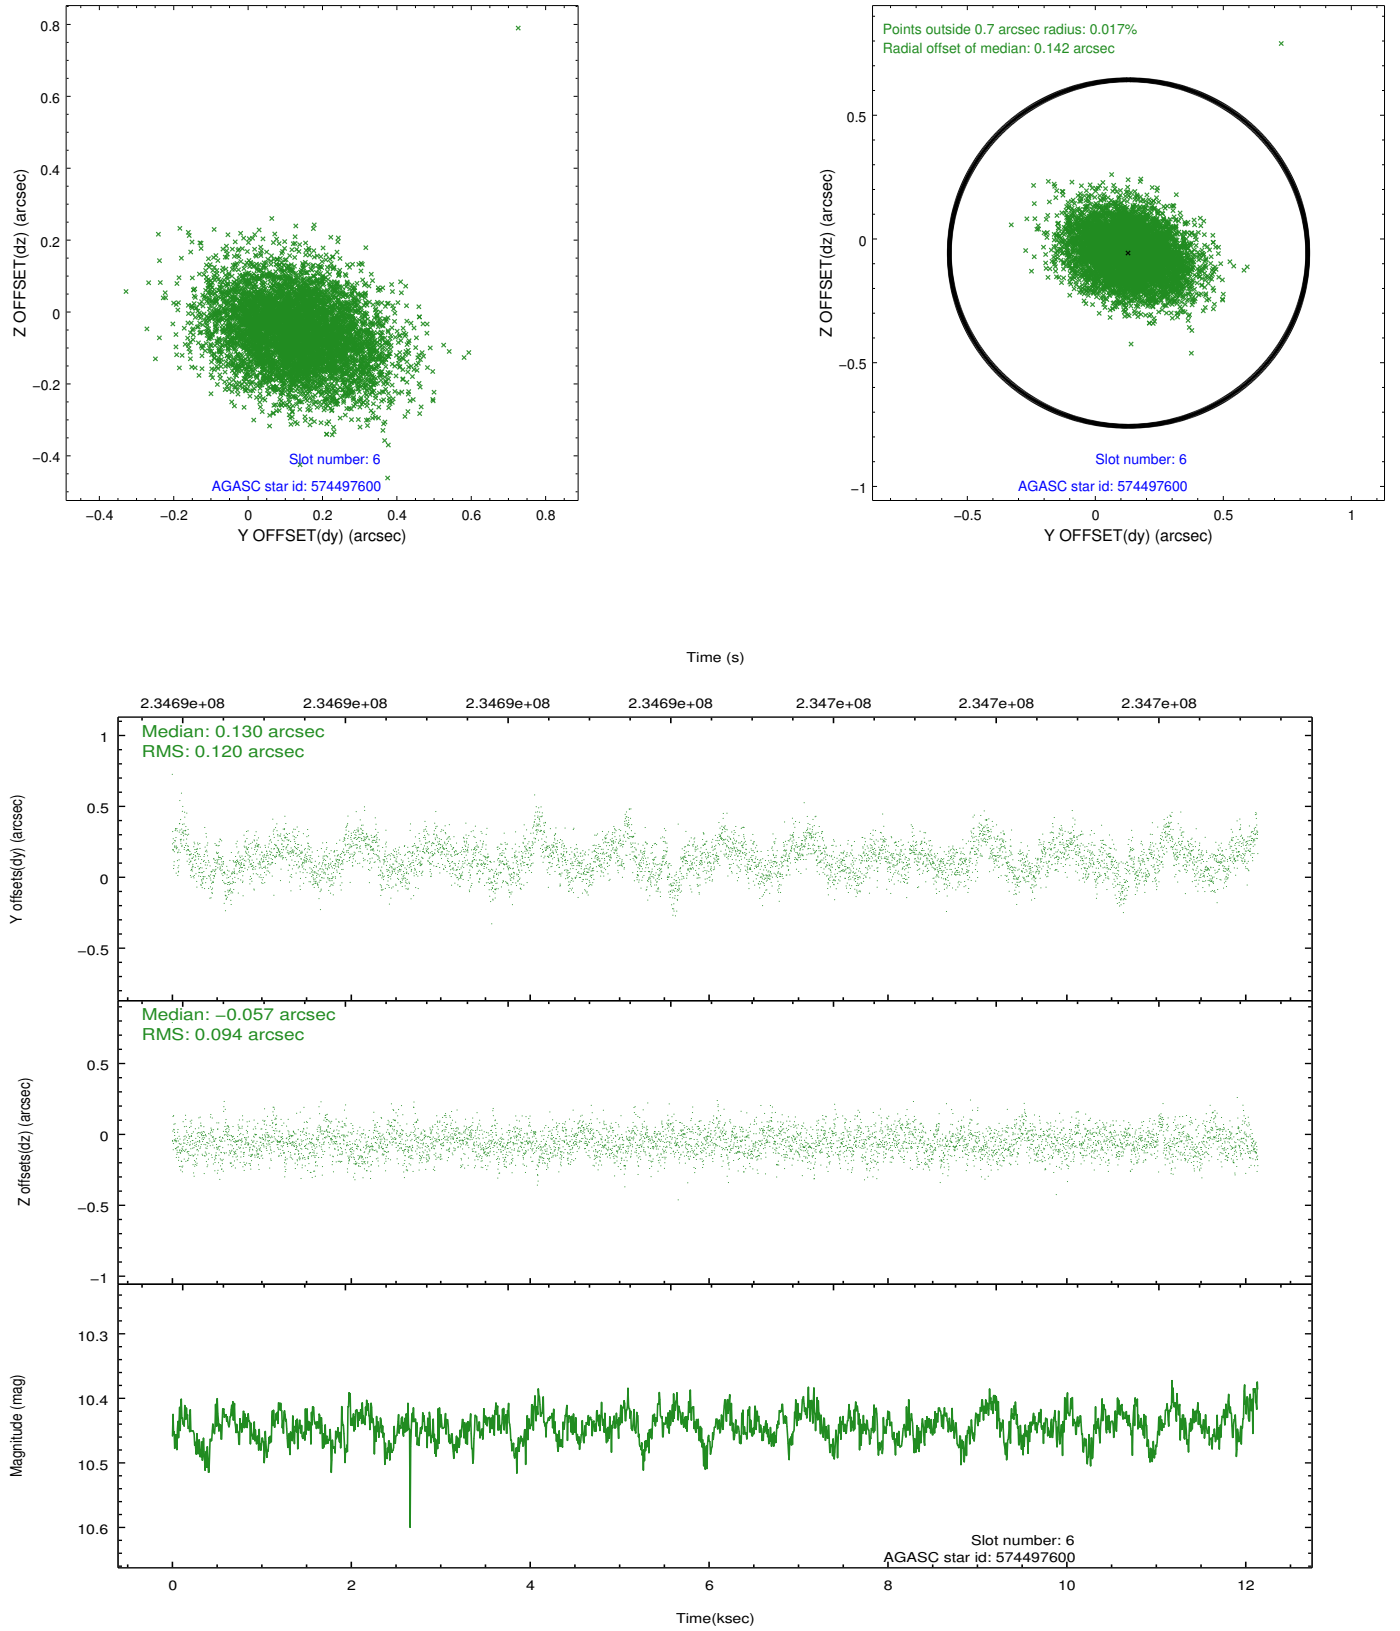 0.8
0.6
0.4
0.2
0
−0.2
−0.4
Z OFFSET(dz) (arcsec)
Slot number: 6
AGASC star id: 574497600
−0.4 −0.2 0 0.2 0.4 0.6 0.8
Y OFFSET(dy) (arcsec)
Points outside 0.7 arcsec radius: 0.017%
Radial offset of median: 0.142 arcsec
0.5
0
−0.5
−1
Z OFFSET(dz) (arcsec)
Slot number: 6
AGASC star id: 574497600
−0.5 0 0.5 1
Y OFFSET(dy) (arcsec)
Time (s)
2.3469e+08 2.3469e+08 2.3469e+08 2.3469e+08 2.347e+08 2.347e+08 2.347e+08
Median: 0.130 arcsec
RMS: 0.120 arcsec
1
0.5
0
−0.5
Y offsets(dy) (arcsec)
Median: −0.057 arcsec
RMS: 0.094 arcsec
0.5
0
−0.5
−1
Z offsets(dz) (arcsec)
10.3
10.4
10.5
10.6
Magnitude (mag)
Slot number: 6
AGASC star id: 574497600
0 2 4 6 8 10 12
Time(ksec)